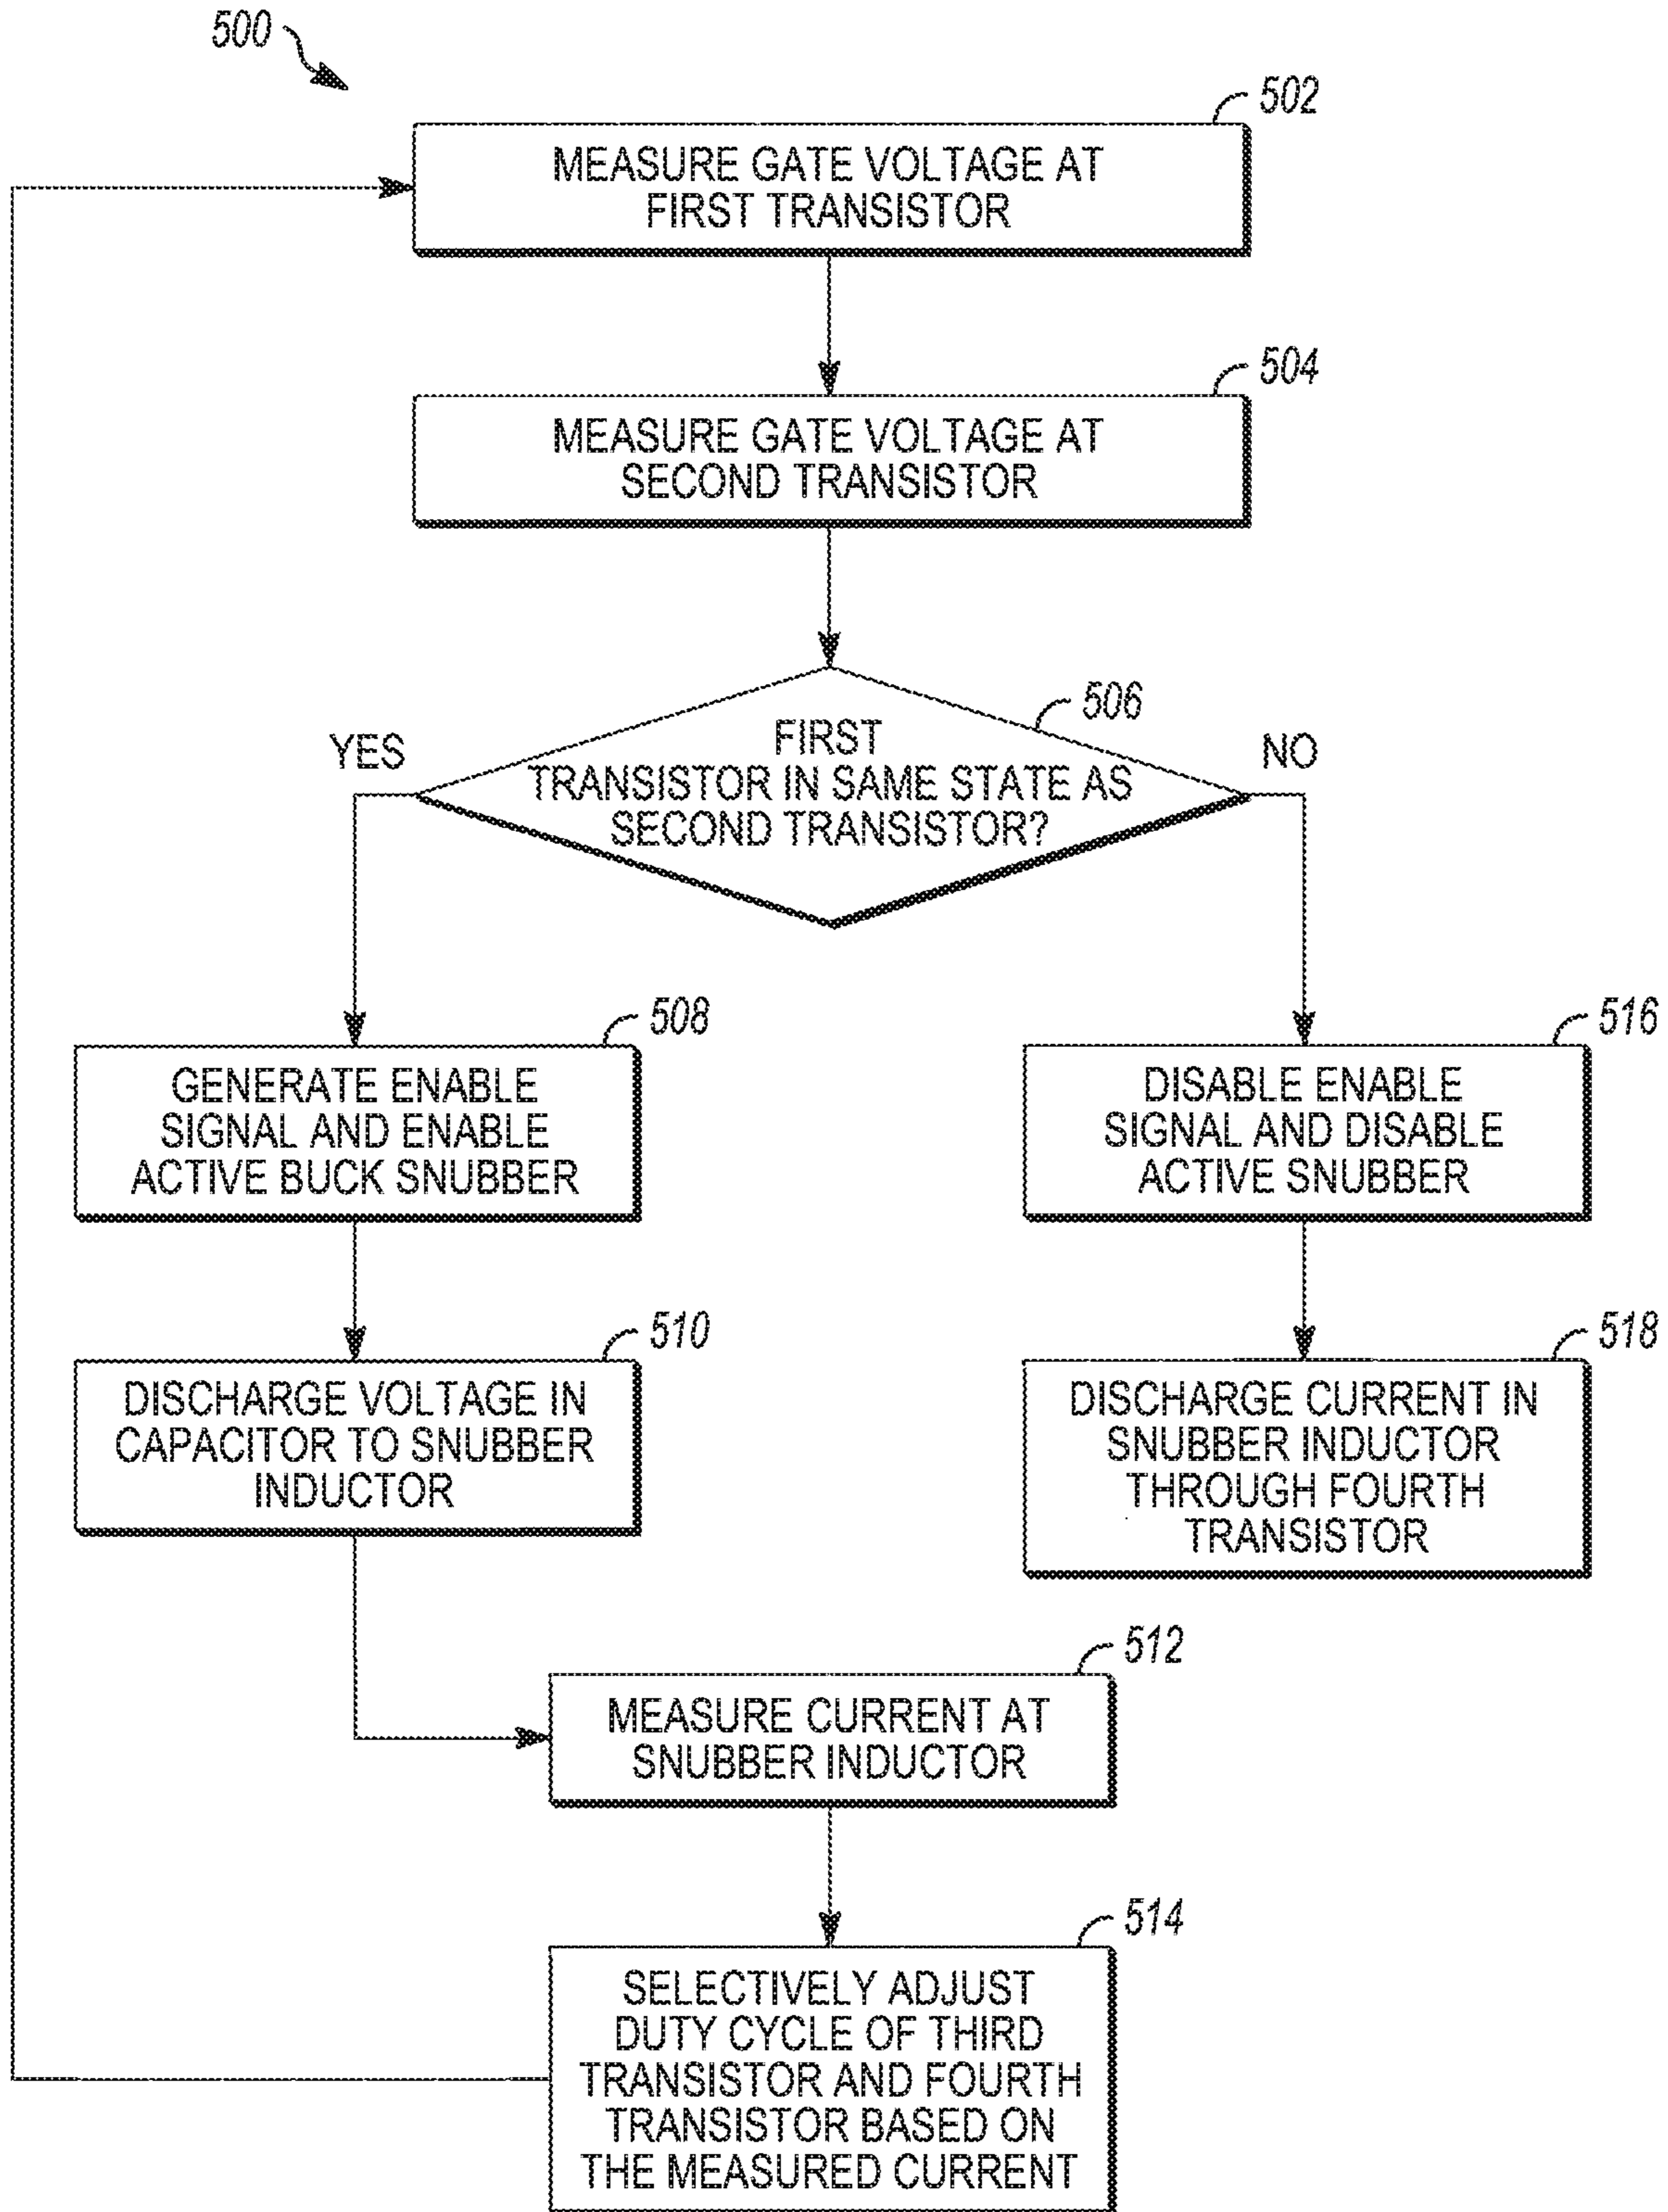 500
502
MEASURE GATE VOLTAGE AT
FIRST TRANSISTOR
504
MEASURE GATE VOLTAGE AT
SECOND TRANSISTOR
506
YES
NO
FIRST
TRANSISTOR IN SAME STATE AS
SECOND TRANSISTOR?
508
GENERATE ENABLE
SIGNAL AND ENABLE
ACTIVE BUCK SNUBBER
516
DISABLE ENABLE
SIGNAL AND DISABLE
ACTIVE SNUBBER
510
DISCHARGE VOLTAGE IN
CAPACITOR TO SNUBBER
INDUCTOR
518
DISCHARGE CURRENT IN
SNUBBER INDUCTOR
THROUGH FOURTH
TRANSISTOR
512
MEASURE CURRENT AT
SNUBBER INDUCTOR
514
SELECTIVELY ADJUST
DUTY CYCLE OF THIRD
TRANSISTOR AND FOURTH
TRANSISTOR BASED ON
THE MEASURED CURRENT